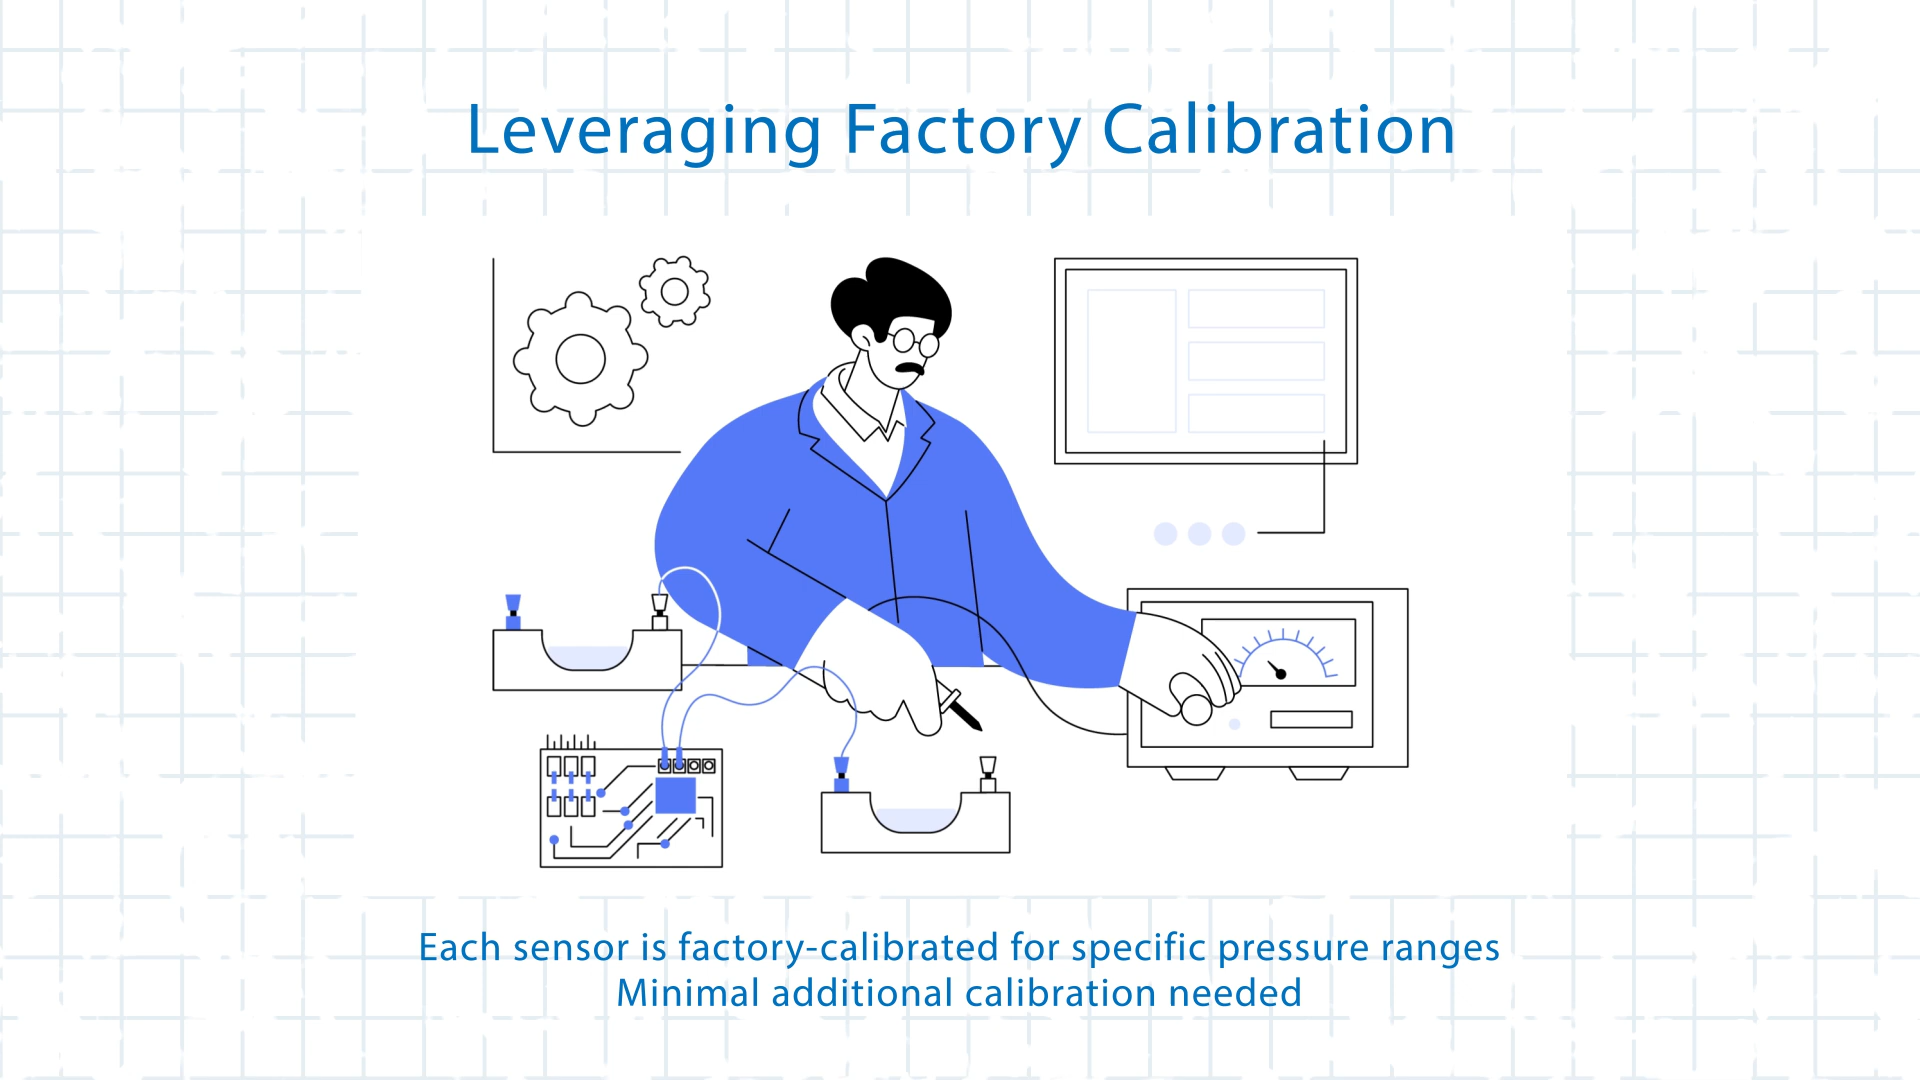 Leveraging Factory Calibration
Each sensor is factory-calibrated for specific pressure ranges
Minimal additional calibration needed